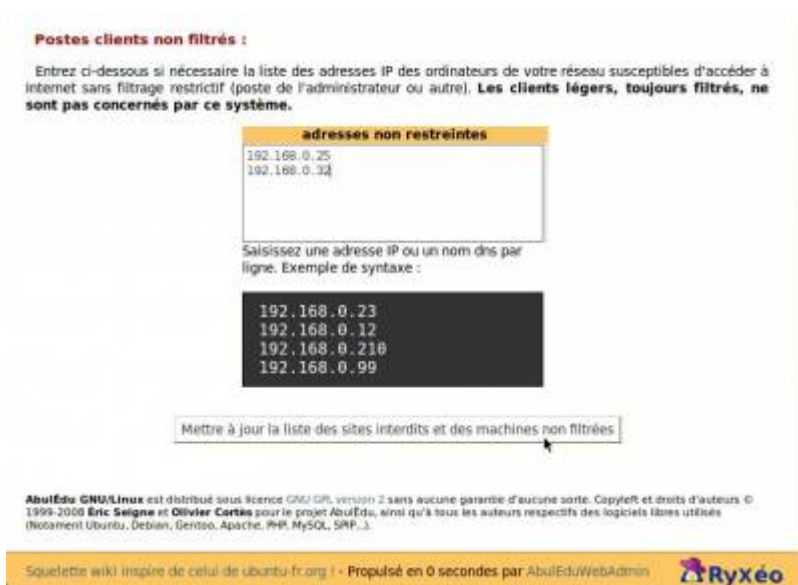 Postes clients non filtrés :
Entrez ci-dessous si nécessaire la liste des adresses IP des ordinateurs de votre réseau susceptibles d'accéder à
internet sans filtrage restrictif (poste de l'administrateur ou autre). Les clients légers, toujours filtrés, ne
sont pas concernés par ce système.
adresses non restreintes
192.168.0.25
192.168.0.32
Saisissez une adresse IP ou un nom dns par
ligne. Exemple de syntaxe :
192.168.0.23
192.168.0.12
192.168.0.210
192.168.0.99
Mettre à jour la liste des sites interdits et des machines non filtrées
AbulÉdu GNU/Linux est distribué sous licence GNU GPL version 2 sans aucune garantie d'aucune sorte. Copyleft et droits d'auteurs ©
1999-2008 Éric Seigne et Olivier Cortès pour le projet AbulÉdu, ainsi qu'à tous les auteurs respectifs des logiciels libres utilisés
(Notament Ubuntu, Debian, Gentoo, Apache, PHP, MySQL, SPIP...).
Squelette wiki inspire de celui de ubuntu-fr.org ! - Propulsé en 0 secondes par AbulEduWebAdmin
RyXéo